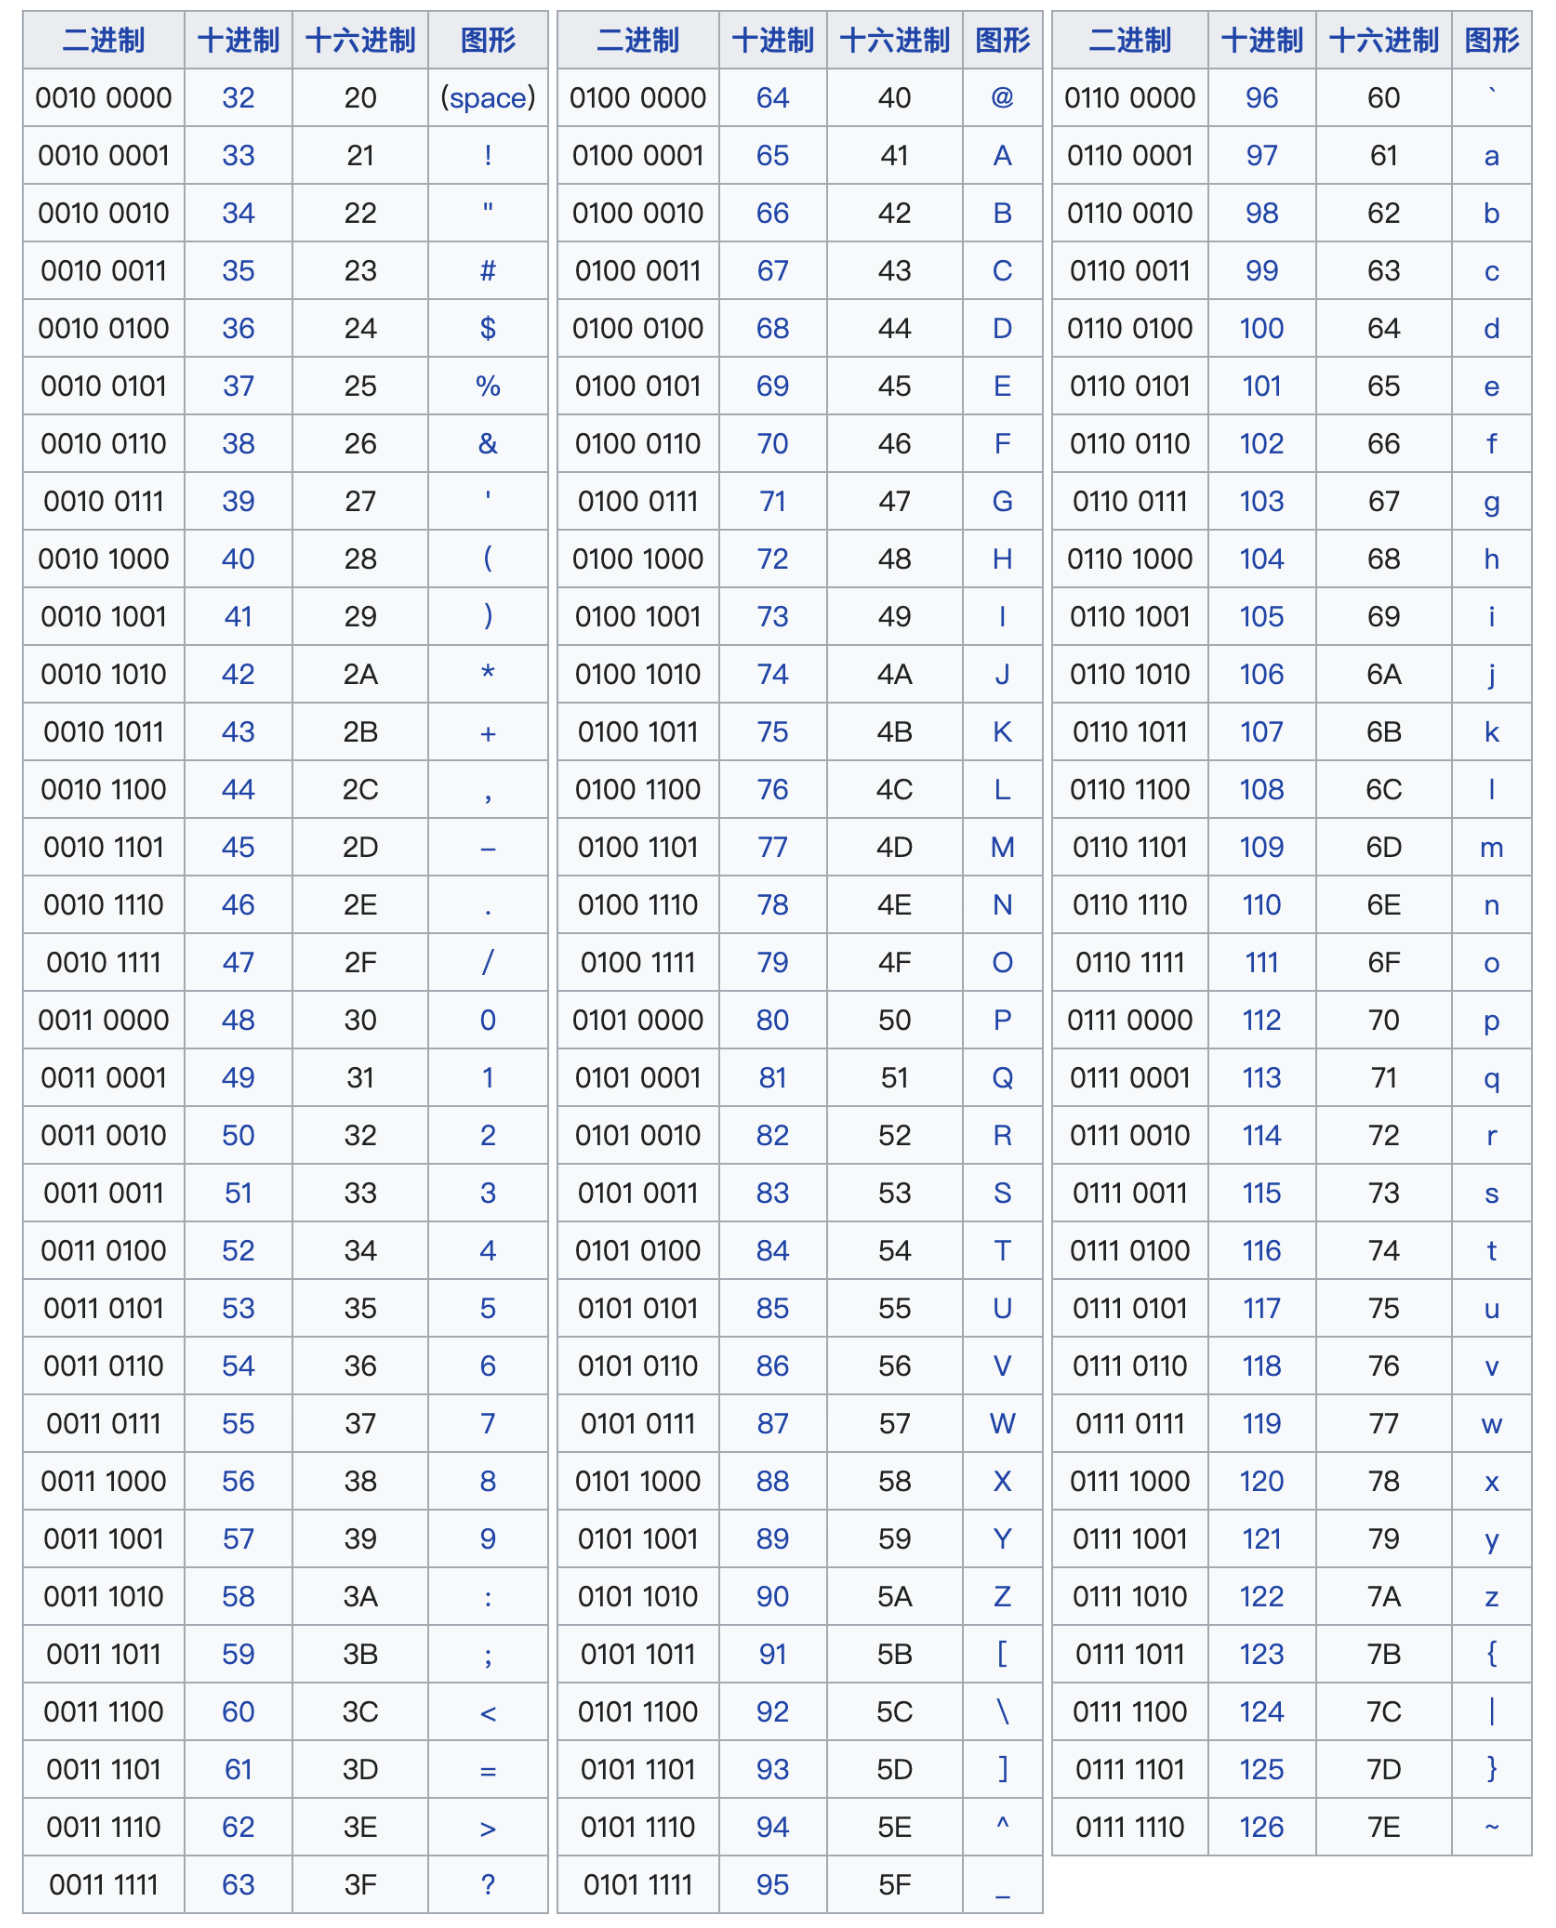 二进制 十进制 十六进制 图形 二进制 十进制 十六进制 图形 二进制 十进制 十六进制 图形
0010 0000 32 20 (space) 0100 0000 64 40 @ 0110 0000 96 60 `
0010 0001 33 21 ! 0100 0001 65 41 A 0110 0001 97 61 a
0010 0010 34 22 " 0100 0010 66 42 B 0110 0010 98 62 b
0010 0011 35 23 # 0100 0011 67 43 C 0110 0011 99 63 c
0010 0100 36 24 $ 0100 0100 68 44 D 0110 0100 100 64 d
0010 0101 37 25 % 0100 0101 69 45 E 0110 0101 101 65 e
0010 0110 38 26 & 0100 0110 70 46 F 0110 0110 102 66 f
0010 0111 39 27 ' 0100 0111 71 47 G 0110 0111 103 67 g
0010 1000 40 28 ( 0100 1000 72 48 H 0110 1000 104 68 h
0010 1001 41 29 ) 0100 1001 73 49 I 0110 1001 105 69 i
0010 1010 42 2A * 0100 1010 74 4A J 0110 1010 106 6A j
0010 1011 43 2B + 0100 1011 75 4B K 0110 1011 107 6B k
0010 1100 44 2C , 0100 1100 76 4C L 0110 1100 108 6C l
0010 1101 45 2D - 0100 1101 77 4D M 0110 1101 109 6D m
0010 1110 46 2E . 0100 1110 78 4E N 0110 1110 110 6E n
0010 1111 47 2F / 0100 1111 79 4F O 0110 1111 111 6F o
0011 0000 48 30 0 0101 0000 80 50 P 0111 0000 112 70 p
0011 0001 49 31 1 0101 0001 81 51 Q 0111 0001 113 71 q
0011 0010 50 32 2 0101 0010 82 52 R 0111 0010 114 72 r
0011 0011 51 33 3 0101 0011 83 53 S 0111 0011 115 73 s
0011 0100 52 34 4 0101 0100 84 54 T 0111 0100 116 74 t
0011 0101 53 35 5 0101 0101 85 55 U 0111 0101 117 75 u
0011 0110 54 36 6 0101 0110 86 56 V 0111 0110 118 76 v
0011 0111 55 37 7 0101 0111 87 57 W 0111 0111 119 77 w
0011 1000 56 38 8 0101 1000 88 58 X 0111 1000 120 78 x
0011 1001 57 39 9 0101 1001 89 59 Y 0111 1001 121 79 y
0011 1010 58 3A : 0101 1010 90 5A Z 0111 1010 122 7A z
0011 1011 59 3B ; 0101 1011 91 5B [ 0111 1011 123 7B {
0011 1100 60 3C < 0101 1100 92 5C \ 0111 1100 124 7C |
0011 1101 61 3D = 0101 1101 93 5D ] 0111 1101 125 7D }
0011 1110 62 3E > 0101 1110 94 5E ^ 0111 1110 126 7E ~
0011 1111 63 3F ? 0101 1111 95 5F _